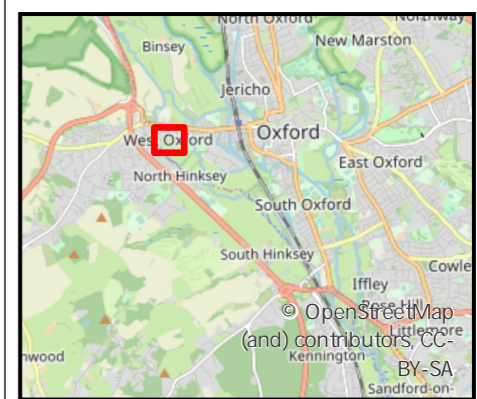 North Oxford
Northway
New Marston
Binsey
Jericho
West Oxford
Oxford
East Oxford
North Hinksey
South Oxford
South Hinksey
Cowle
Iffley
Rose Hill
© OpenStreetMap
Littlemore
(and) contributors, CC-
nwood
Kennington
BY-SA
Sandford-on-